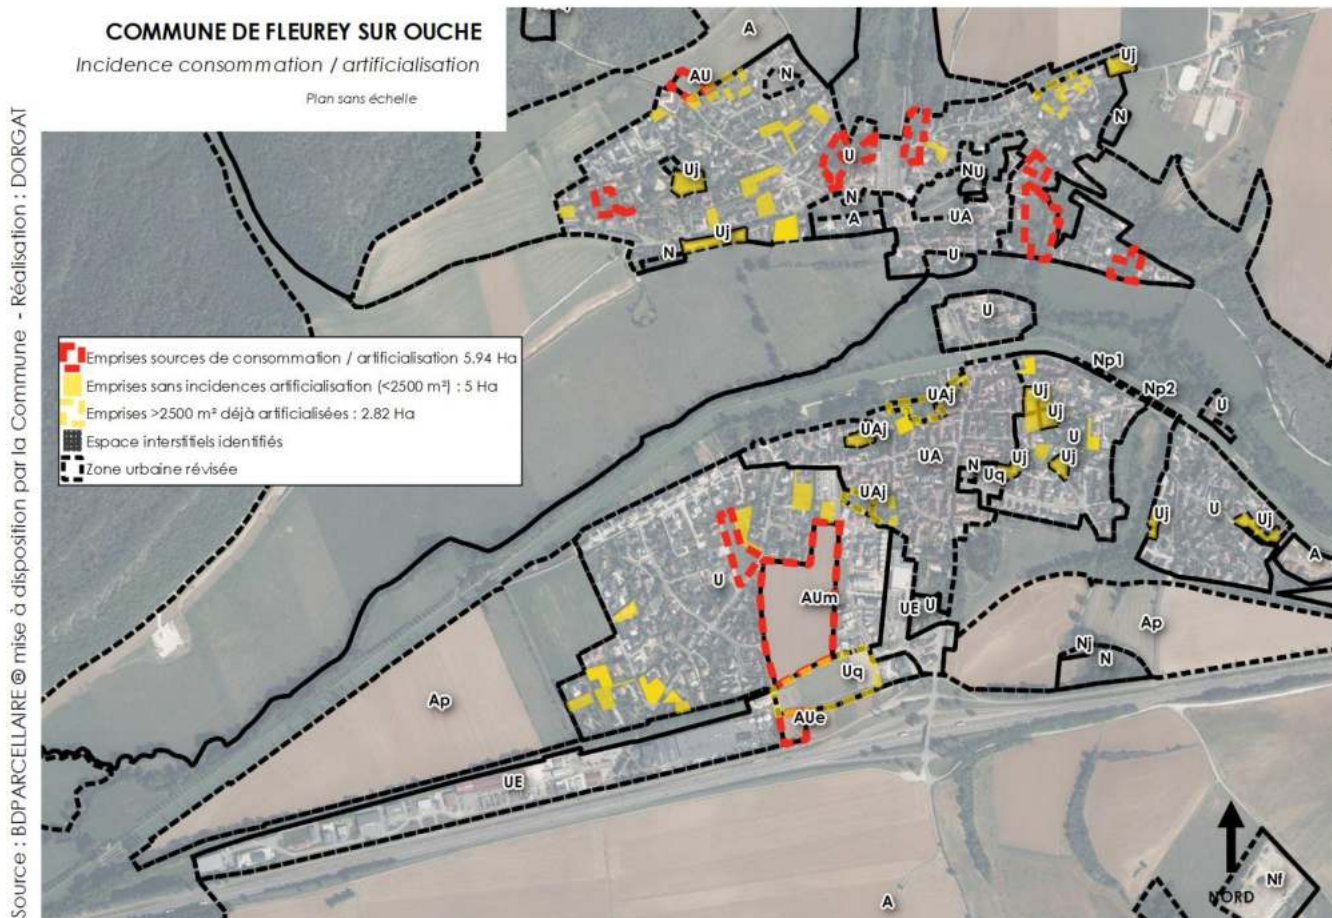 COMMUNE DE FLEUREY SUR OUCHE
Incidence consommation / artificialisation
Plan sans échelle
Source : BDPARCELLAIRE ® mise à disposition par la Commune - Réalisation : DORGAT
Emprises sources de consommation / artificialisation 5.94 Ha
Emprises sans incidences artificialisation (<2500 m²) : 5 Ha
Emprises >2500 m² déjà artificialisées : 2.82 Ha
Espace interstitiels identifiés
Zone urbaine révisée
A
AU
N
Uj
N
U
Uj
N
U
N
A
UA
Uj
N
U
U
Np1
Np2
U
UAj
Uj
Uj
U
UAj
UA
N
Uq
Uj
Uj
UAj
Uj
U
Uj
A
U
AUm
UE
U
Ap
Nj
N
Uq
Ap
AUe
UE
Nf
NORD
A